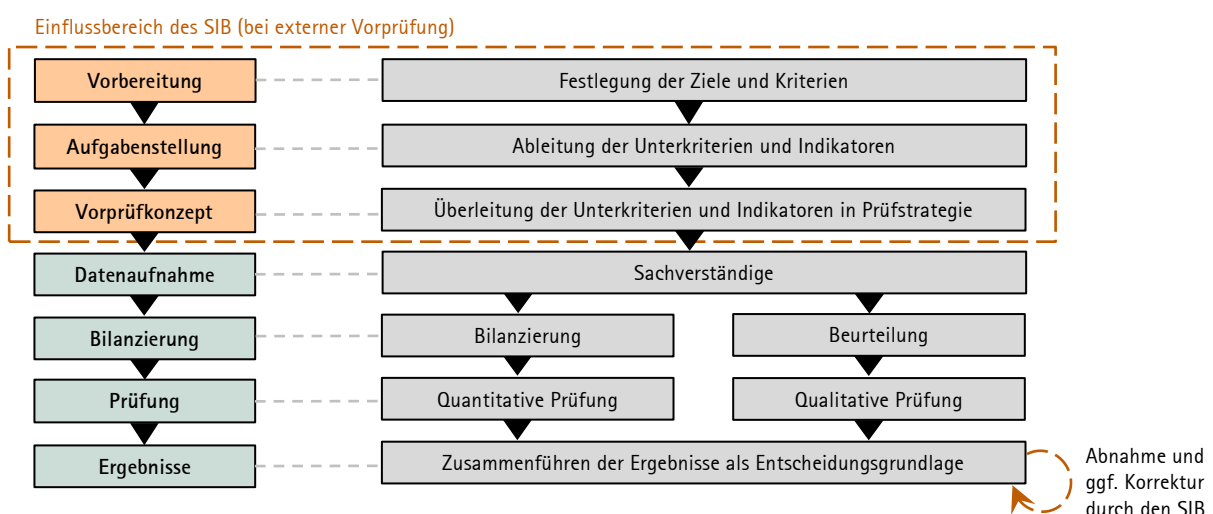 Einflussbereich des SIB (bei externer Vorprüfung)
Vorbereitung
Festlegung der Ziele und Kriterien
Aufgabenstellung
Ableitung der Unterkriterien und Indikatoren
Vorprüfkonzept
Überleitung der Unterkriterien und Indikatoren in Prüfstrategie
Datenaufnahme
Sachverständige
Bilanzierung
Bilanzierung
Beurteilung
Prüfung
Quantitative Prüfung
Qualitative Prüfung
Ergebnisse
Zusammenführen der Ergebnisse als Entscheidungsgrundlage
Abnahme und
ggf. Korrektur
durch den SIB